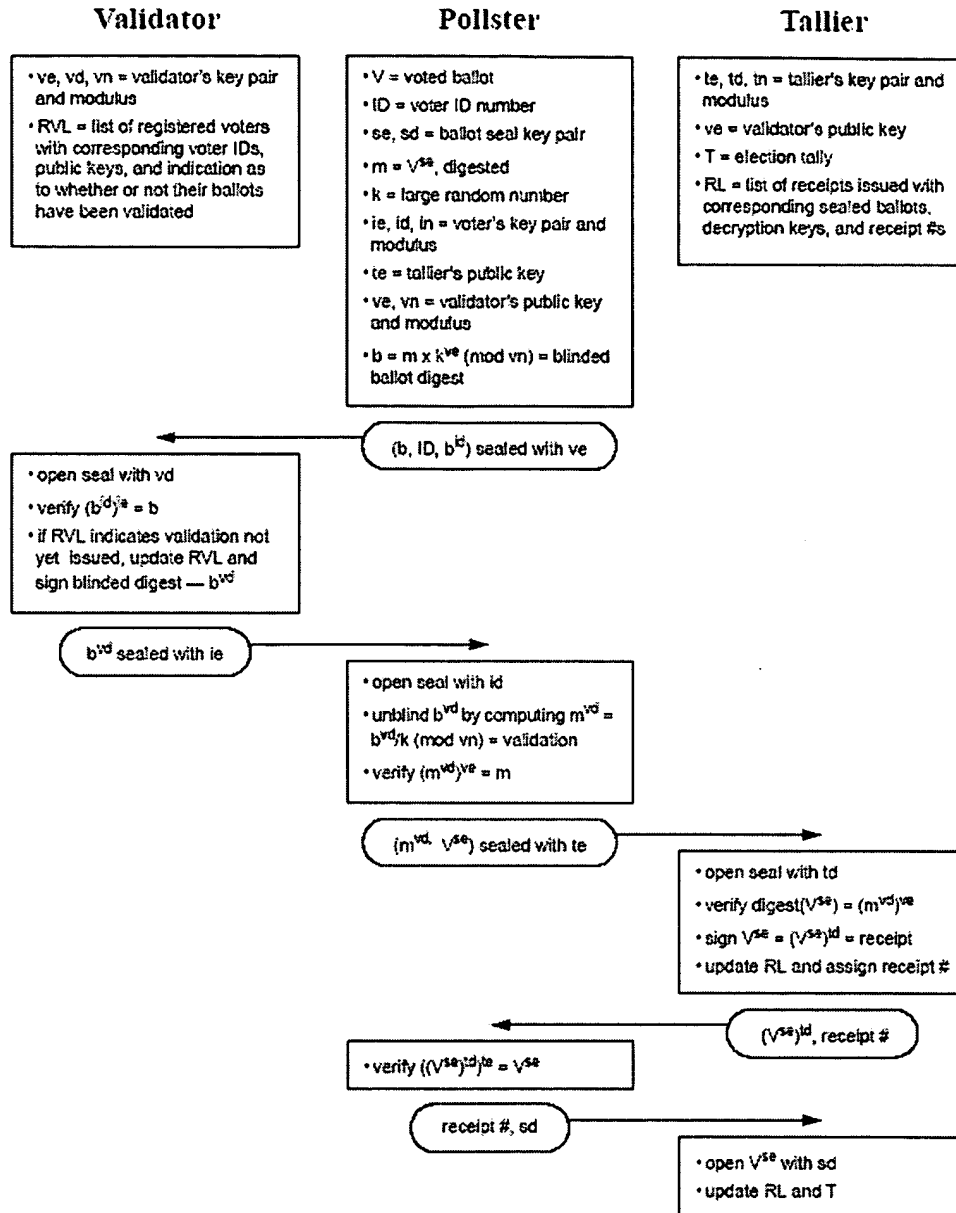 Validator
Pollster
Tallier
• ve, vd, vn = validator's key pair
and modulus
• RVL = list of registered voters
with corresponding voter IDs,
public keys, and indication as
to whether or not their ballots
have been validated
• V = voted ballot
• ID = voter ID number
• se, sd = ballot seal key pair
• m = V^se, digested
• k = large random number
• ie, id, in = voter's key pair and
modulus
• te = tallier's public key
• ve, vn = validator's public key
and modulus
• b = m x k^ve (mod vn) = blinded
ballot digest
• te, td, tn = tallier's key pair and
modulus
• ve = validator's public key
• T = election tally
• RL = list of receipts issued with
corresponding sealed ballots,
decryption keys, and receipt #s
(b, ID, b^id) sealed with ve
• open seal with vd
• verify (b^id)^ie = b
• if RVL indicates validation not
yet issued, update RVL and
sign blinded digest — b^vd
b^vd sealed with ie
• open seal with id
• unblind b^vd by computing m^vd =
b^vd/k (mod vn) = validation
• verify (m^vd)^ve = m
(m^vd, V^se) sealed with te
• open seal with td
• verify digest(V^se) = (m^vd)^ve
• sign V^se = (V^se)^td = receipt
• update RL and assign receipt #
(V^se)^td, receipt #
• verify ((V^se)^td)^te = V^se
receipt #, sd
• open V^se with sd
• update RL and T